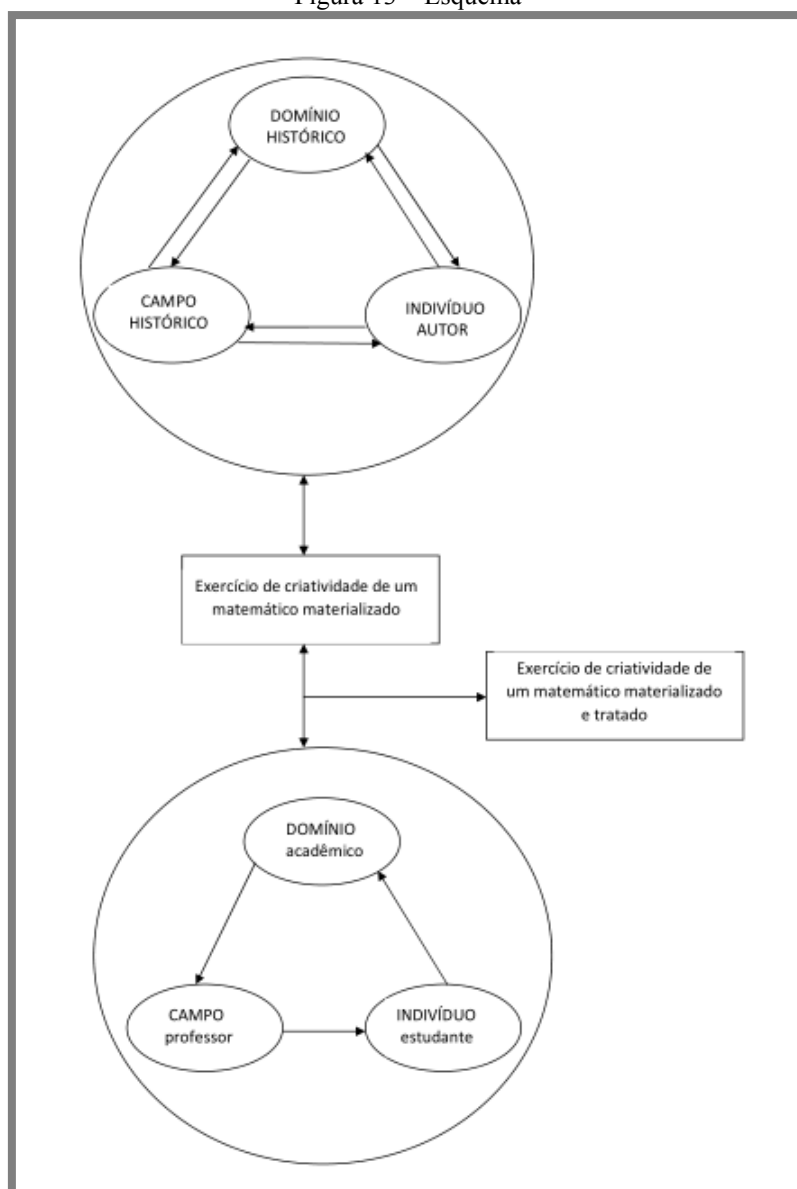 Figura 15 – Esquema
DOMÍNIO
HISTÓRICO
CAMPO
HISTÓRICO
INDIVÍDUO
AUTOR
Exercício de criatividade de um
matemático materializado
Exercício de criatividade de
um matemático materializado
e tratado
DOMÍNIO
acadêmico
CAMPO
professor
INDIVÍDUO
estudante